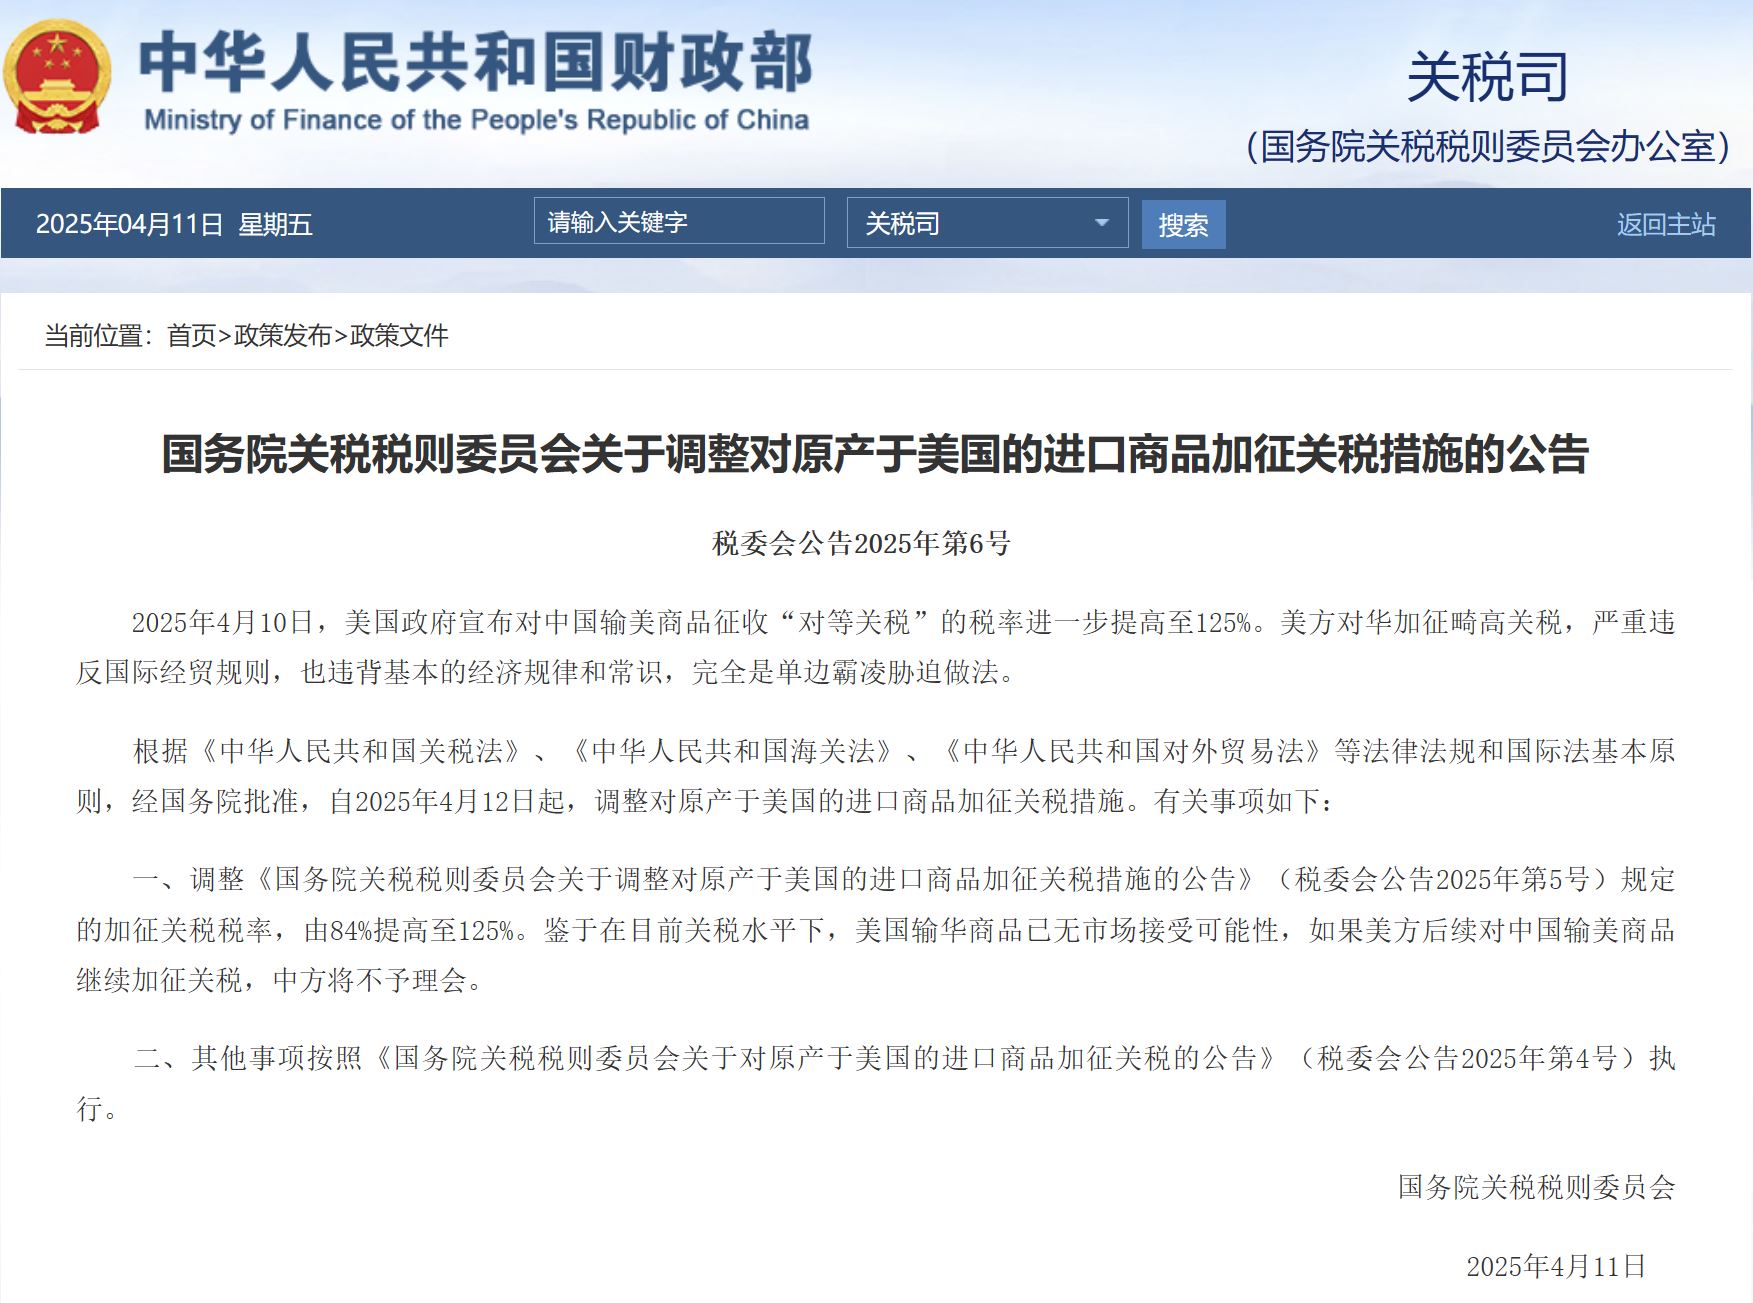 中华人民共和国财政部
Ministry of Finance of the People's Republic of China
关税司
（国务院关税税则委员会办公室）
2025年04月11日 星期五
请输入关键字
关税司
搜索
返回主站
当前位置：首页>政策发布>政策文件
国务院关税税则委员会关于调整对原产于美国的进口商品加征关税措施的公告
税委会公告2025年第6号
2025年4月10日，美国政府宣布对中国输美商品征收“对等关税”的税率进一步提高至125%。美方对华加征畸高关税，严重违
反国际经贸规则，也违背基本的经济规律和常识，完全是单边霸凌胁迫做法。
根据《中华人民共和国关税法》、《中华人民共和国海关法》、《中华人民共和国对外贸易法》等法律法规和国际法基本原
则，经国务院批准，自2025年4月12日起，调整对原产于美国的进口商品加征关税措施。有关事项如下：
一、调整《国务院关税税则委员会关于调整对原产于美国的进口商品加征关税措施的公告》（税委会公告2025年第5号）规定
的加征关税税率，由84%提高至125%。鉴于在目前关税水平下，美国输华商品已无市场接受可能性，如果美方后续对中国输美商品
继续加征关税，中方将不予理会。
二、其他事项按照《国务院关税税则委员会关于对原产于美国的进口商品加征关税的公告》（税委会公告2025年第4号）执
行。
国务院关税税则委员会
2025年4月11日